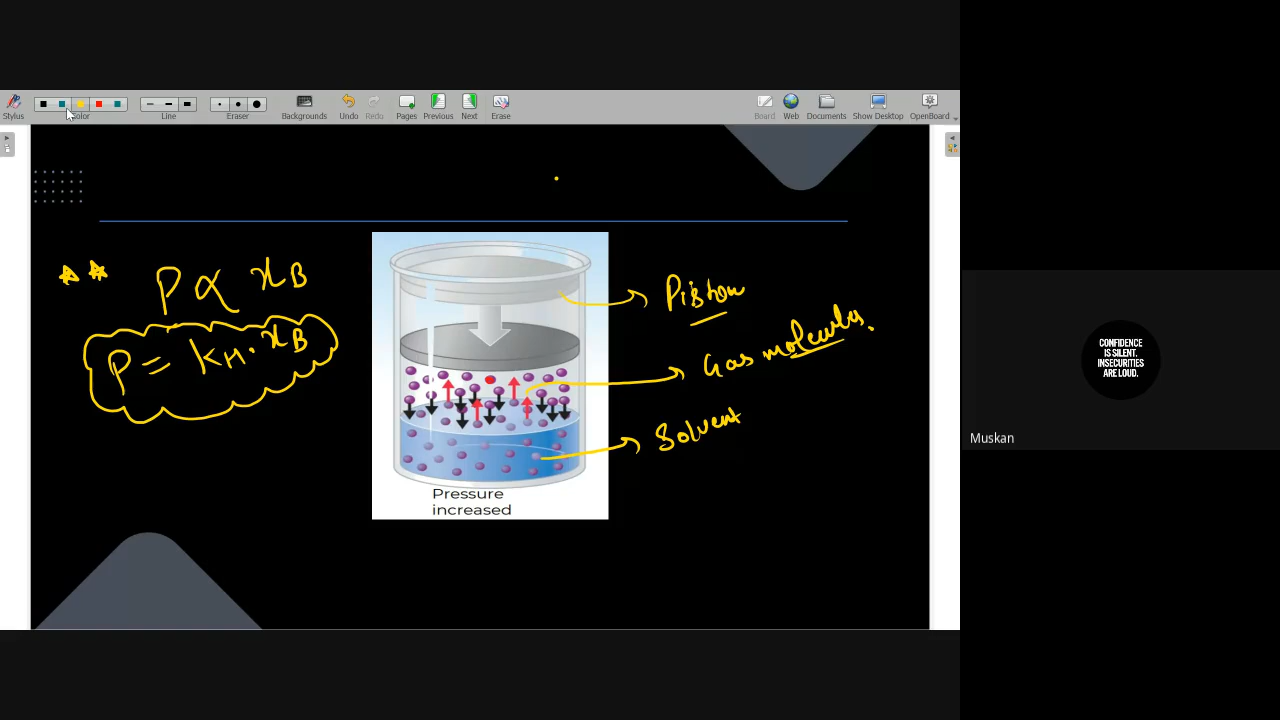 Stylus
Color
Line
Eraser
Backgrounds
Undo
Redo
Pages
Previous
Next
Erase
Board
Web
Documents
Show Desktop
OpenBoard
P ∝ xB
P = KH · xB
Piston
Gas molecules.
Solvent
Pressure
increased
CONFIDENCE
IS SILENT.
INSECURITIES
ARE LOUD.
Muskan